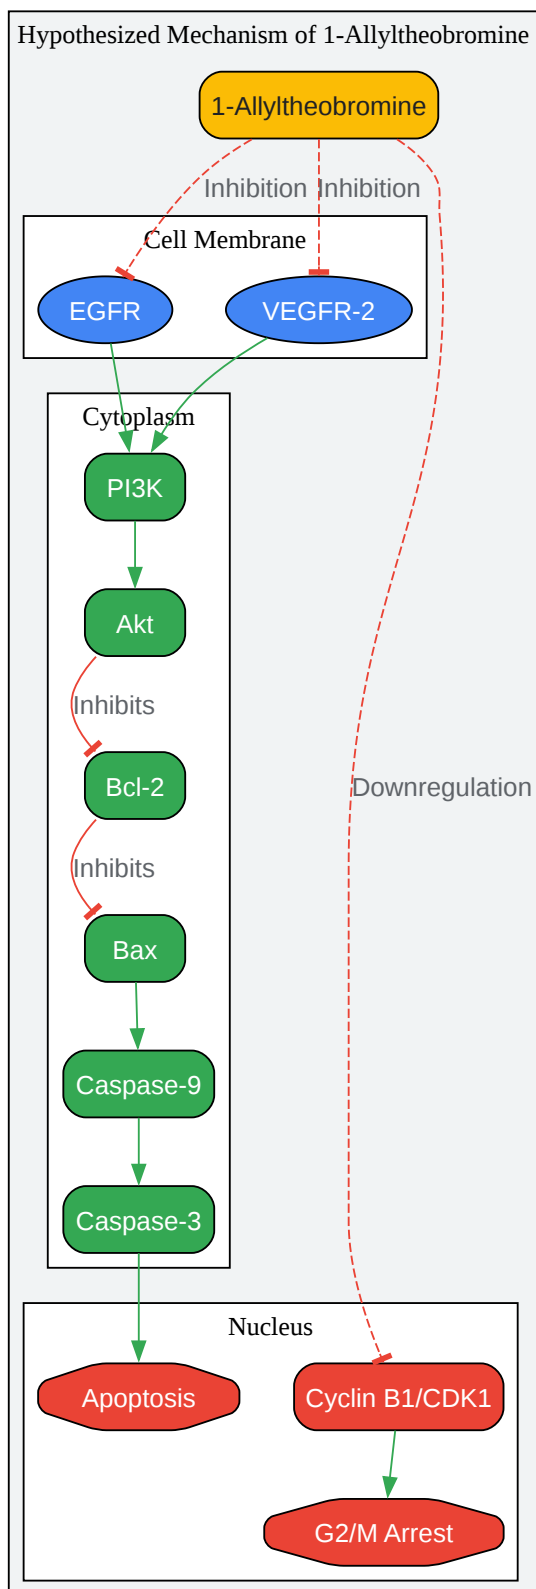 Hypothesized Mechanism of 1-Allyltheobromine
1-Allyltheobromine
Inhibition
Inhibition
Cell Membrane
EGFR
VEGFR-2
Cytoplasm
PI3K
Akt
Inhibits
Bcl-2
Downregulation
Inhibits
Bax
Caspase-9
Caspase-3
Nucleus
Apoptosis
Cyclin B1/CDK1
G2/M Arrest